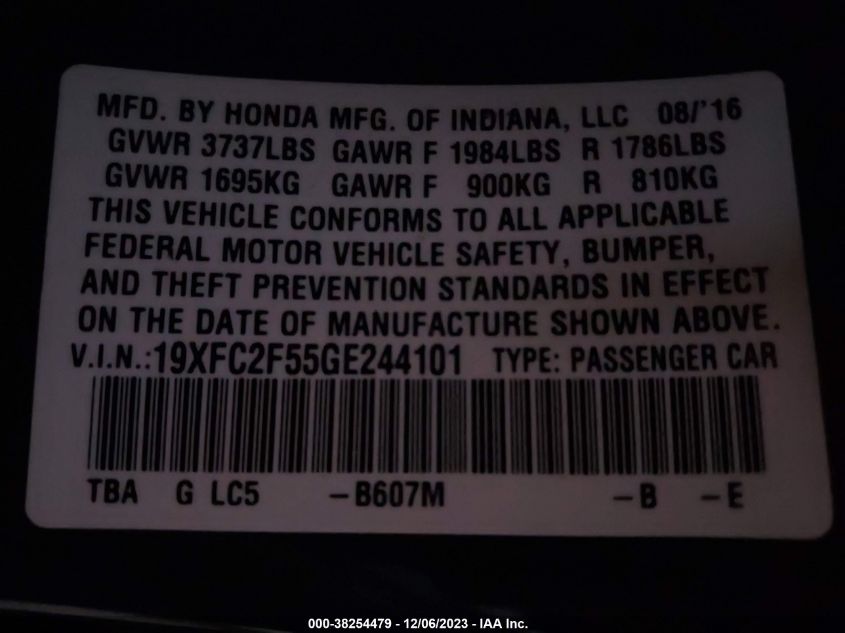 MFD. BY HONDA MFG. OF INDIANA, LLC 08/'16
GVWR 3737LBS GAWR F 1984LBS R 1786LBS
GVWR 1695KG GAWR F 900KG R 810KG
THIS VEHICLE CONFORMS TO ALL APPLICABLE
FEDERAL MOTOR VEHICLE SAFETY, BUMPER,
AND THEFT PREVENTION STANDARDS IN EFFECT
ON THE DATE OF MANUFACTURE SHOWN ABOVE.
V.I.N.:19XFC2F55GE244101 TYPE: PASSENGER CAR
TBA G LC5 -B607M -B -E
000-38254479 - 12/06/2023 - IAA Inc.